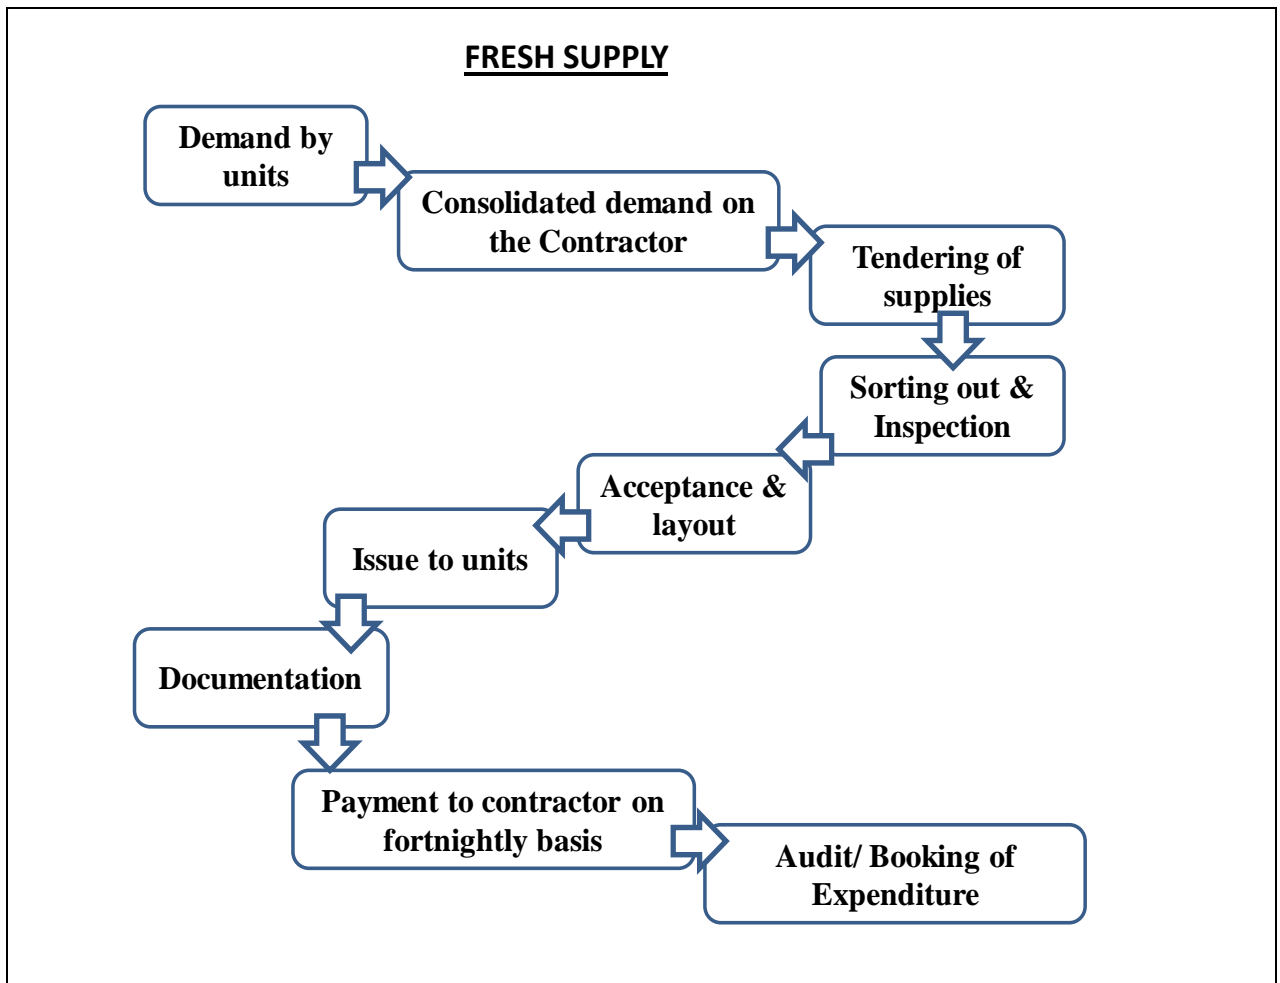 FRESH SUPPLY
Demand by
units
Consolidated demand on
the Contractor
Tendering of
supplies
Sorting out &
Inspection
Acceptance &
layout
Issue to units
Documentation
Payment to contractor on
fortnightly basis
Audit/ Booking of
Expenditure